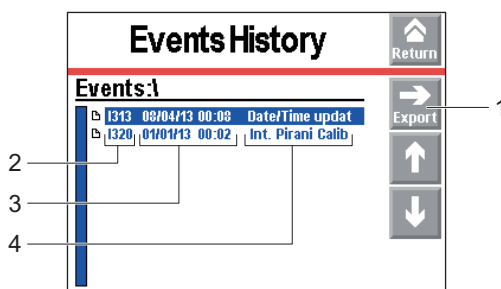 Events History
Return
Events:\
I313 08/04/13 00:08 Date/Time updat
I320 01/01/13 00:02 Int. Pirani Calib
Export
1
2
3
4